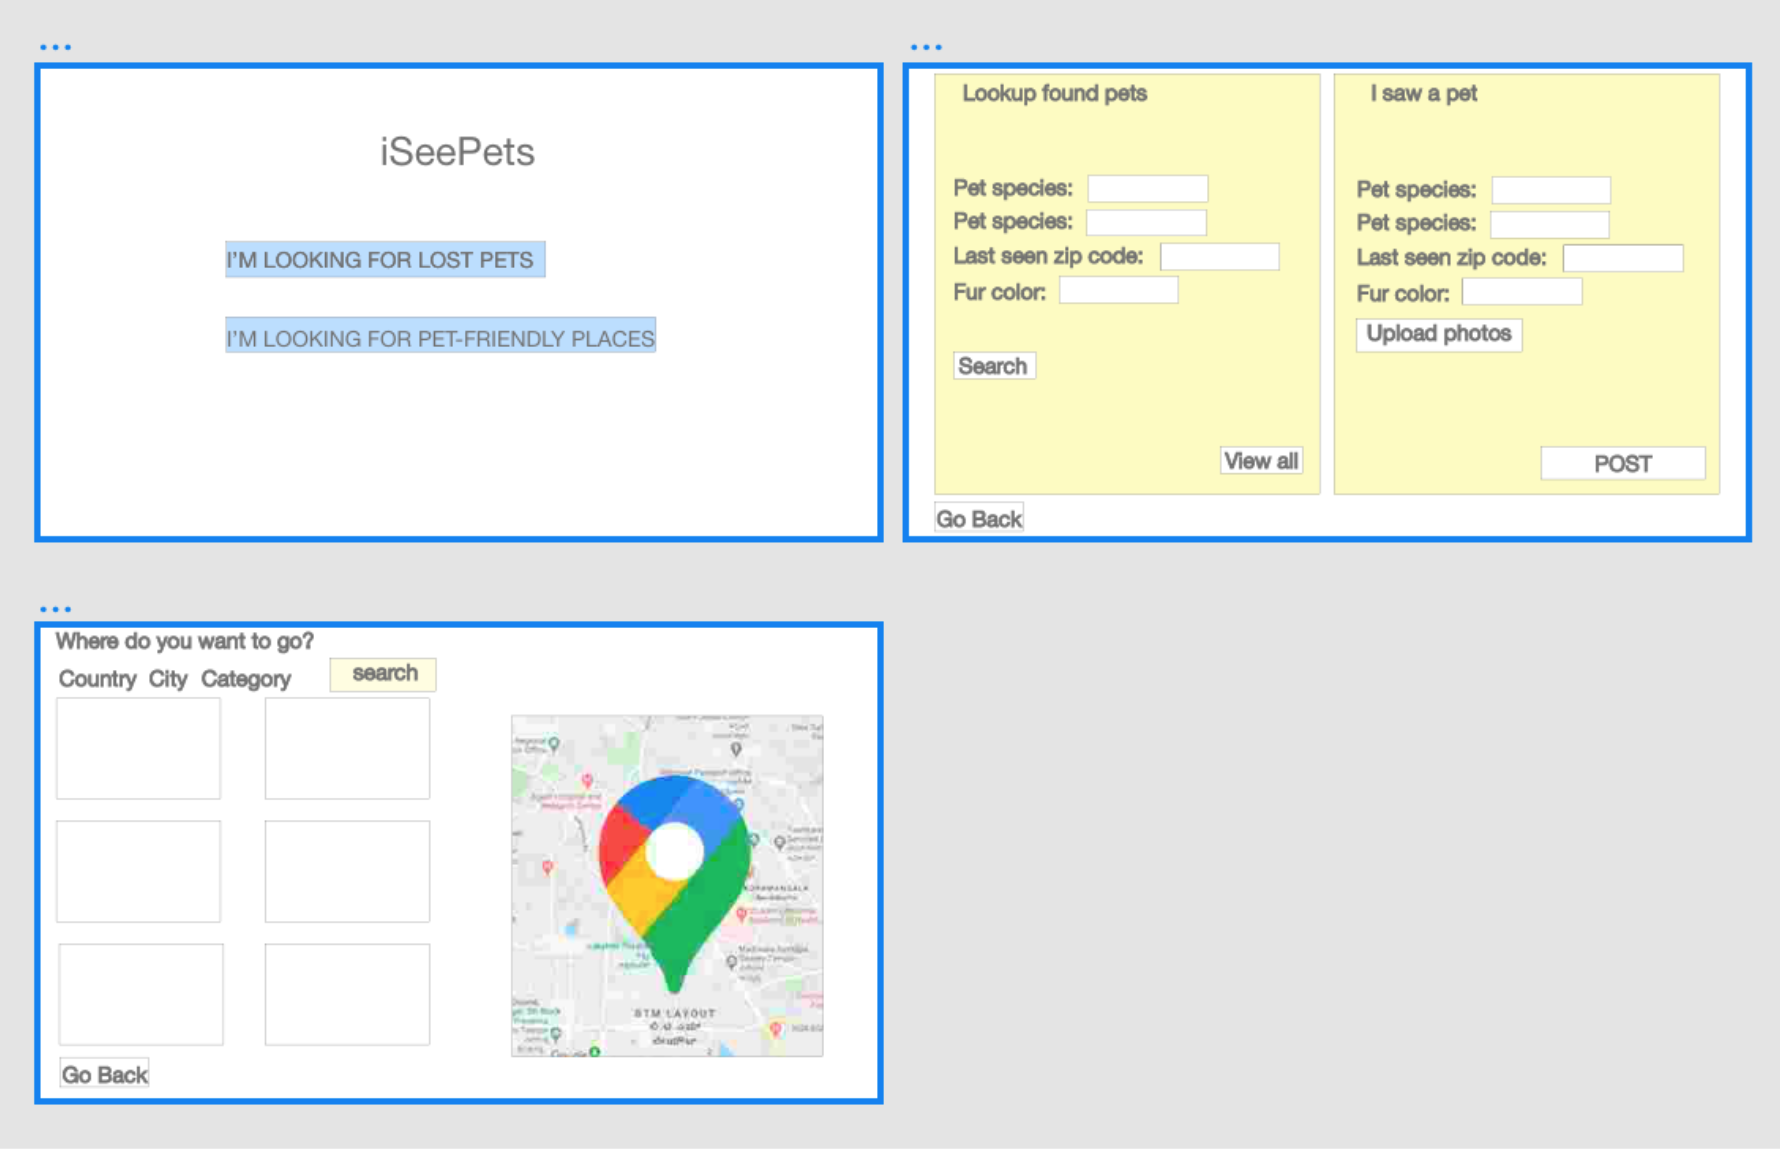 iSeePets
I'M LOOKING FOR LOST PETS
I'M LOOKING FOR PET-FRIENDLY PLACES
Lookup found pets
Pet species:
Pet species:
Last seen zip code:
Fur color:
Search
View all
I saw a pet
Pet species:
Pet species:
Last seen zip code:
Fur color:
Upload photos
POST
Go Back
Where do you want to go?
Country City Category
search
BTM LAYOUT
Go Back